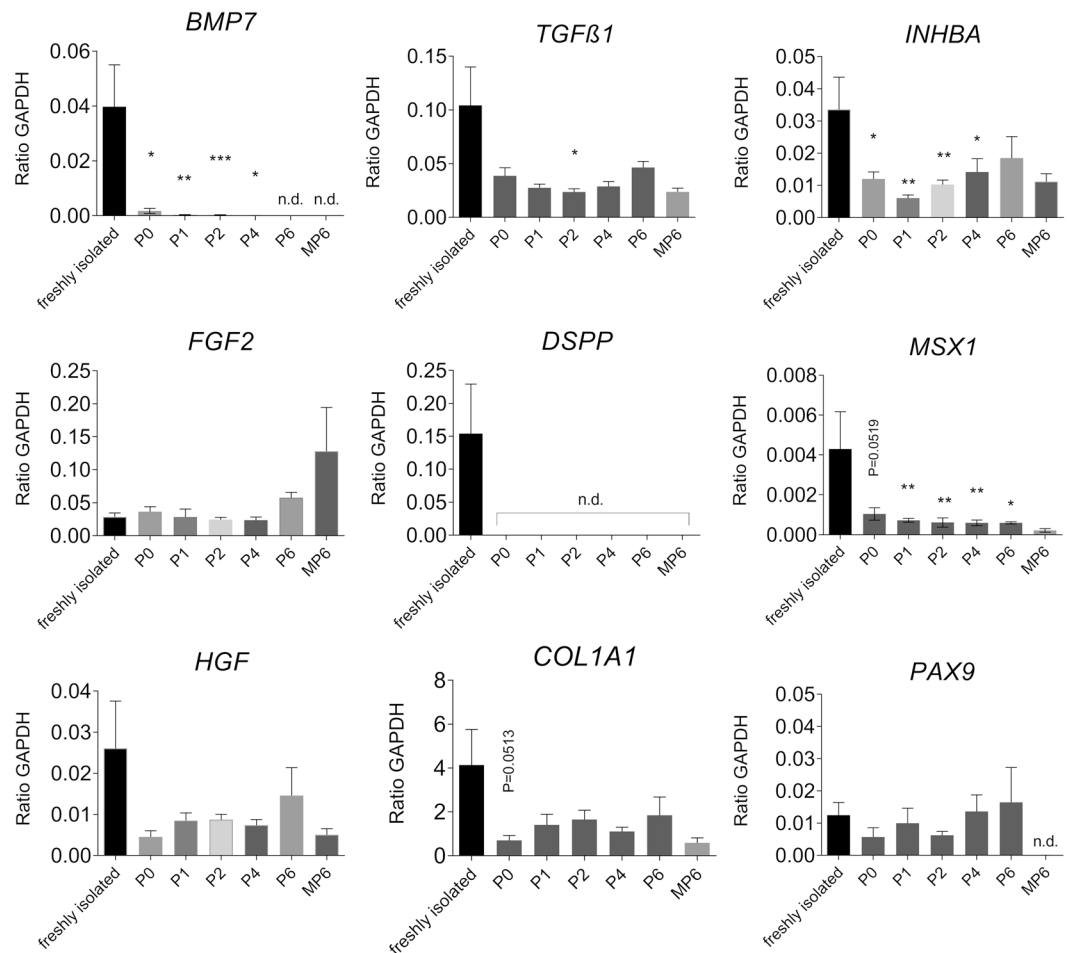 BMP7
Ratio GAPDH
0.06
0.04
0.02
0.00
*
**
***
*
n.d.
n.d.
freshly isolated
P0
P1
P2
P4
P6
MP6
TGFß1
Ratio GAPDH
0.15
0.10
0.05
0.00
*
freshly isolated
P0
P1
P2
P4
P6
MP6
INHBA
Ratio GAPDH
0.05
0.04
0.03
0.02
0.01
0.00
*
**
**
*
freshly isolated
P0
P1
P2
P4
P6
MP6
FGF2
Ratio GAPDH
0.25
0.20
0.15
0.10
0.05
0.00
freshly isolated
P0
P1
P2
P4
P6
MP6
DSPP
Ratio GAPDH
0.25
0.20
0.15
0.10
0.05
0.00
n.d.
freshly isolated
P0
P1
P2
P4
P6
MP6
MSX1
Ratio GAPDH
0.008
0.006
0.004
0.002
0.000
P=0.0519
**
**
**
*
freshly isolated
P0
P1
P2
P4
P6
MP6
HGF
Ratio GAPDH
0.04
0.03
0.02
0.01
0.00
freshly isolated
P0
P1
P2
P4
P6
MP6
COL1A1
Ratio GAPDH
8
6
4
2
0
P=0.0513
freshly isolated
P0
P1
P2
P4
P6
MP6
PAX9
Ratio GAPDH
0.05
0.04
0.03
0.02
0.01
0.00
n.d.
freshly isolated
P0
P1
P2
P4
P6
MP6